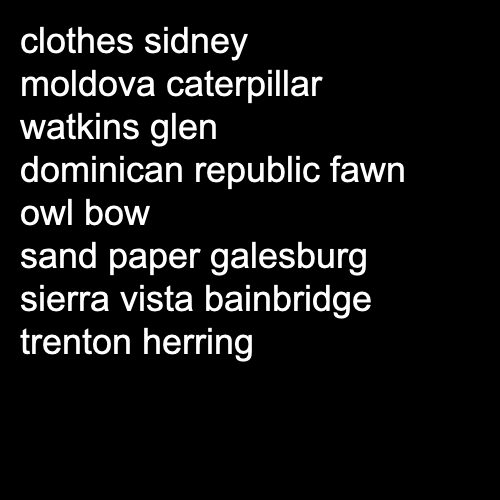 clothes sidney
moldova caterpillar
watkins glen
dominican republic fawn
owl bow
sand paper galesburg
sierra vista bainbridge
trenton herring